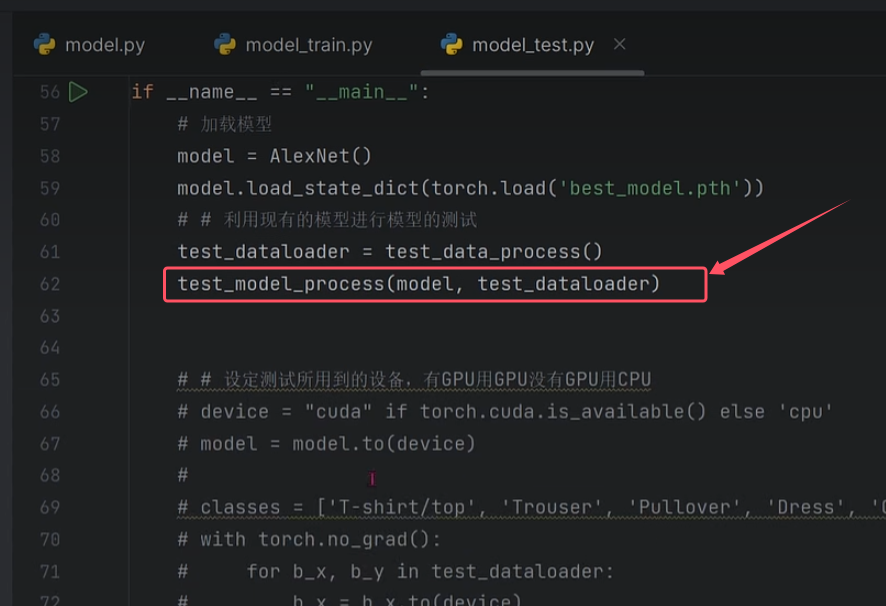 model.py model_train.py model_test.py
56 if __name__ == "__main__":
57 # 加载模型
58 model = AlexNet()
59 model.load_state_dict(torch.load('best_model.pth'))
60 # # 利用现有的模型进行模型的测试
61 test_dataloader = test_data_process()
62 test_model_process(model, test_dataloader)
63
64
65 # # 设定测试所用到的设备，有GPU用GPU没有GPU用CPU
66 # device = "cuda" if torch.cuda.is_available() else 'cpu'
67 # model = model.to(device)
68 #
69 # classes = ['T-shirt/top', 'Trouser', 'Pullover', 'Dress', '
70 # with torch.no_grad():
71 # for b_x, b_y in test_dataloader:
72 # b_x = b_x.to(device)